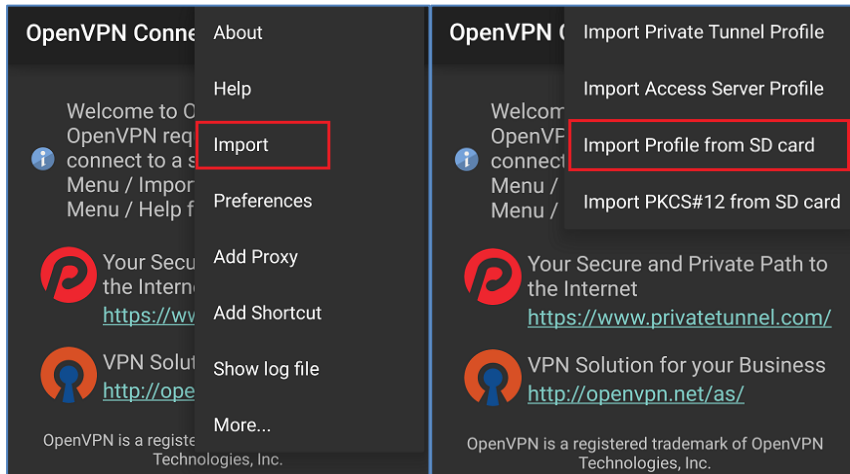 OpenVPN Conne
About
Help
Import
Preferences
Add Proxy
Add Shortcut
Show log file
More...
Welcome to O
OpenVPN req
connect to a s
Menu / Impor
Menu / Help f
Your Secu
the Intern
https://ww
VPN Solut
http://ope
OpenVPN is a registe
Technologies, Inc.
OpenVPN (
Import Private Tunnel Profile
Import Access Server Profile
Import Profile from SD card
Import PKCS#12 from SD card
Welcom
OpenVP
connect
Menu /
Menu /
Your Secure and Private Path to
the Internet
https://www.privatetunnel.com/
VPN Solution for your Business
http://openvpn.net/as/
OpenVPN is a registered trademark of OpenVPN
Technologies, Inc.